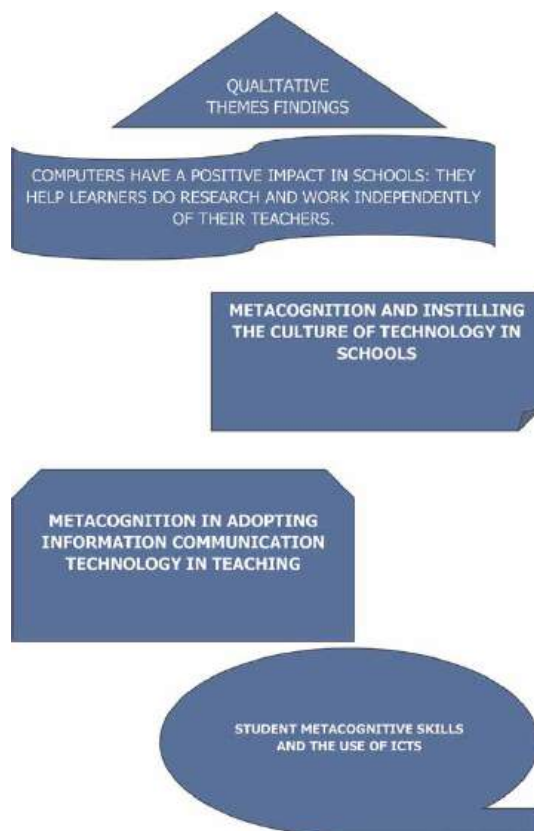 QUALITATIVE
THEMES FINDINGS
COMPUTERS HAVE A POSITIVE IMPACT IN SCHOOLS: THEY
HELP LEARNERS DO RESEARCH AND WORK INDEPENDENTLY
OF THEIR TEACHERS.
METACOGNITION AND INSTILLING
THE CULTURE OF TECHNOLOGY IN
SCHOOLS
METACOGNITION IN ADOPTING
INFORMATION COMMUNICATION
TECHNOLOGY IN TEACHING
STUDENT METACOGNITIVE SKILLS
AND THE USE OF ICTS